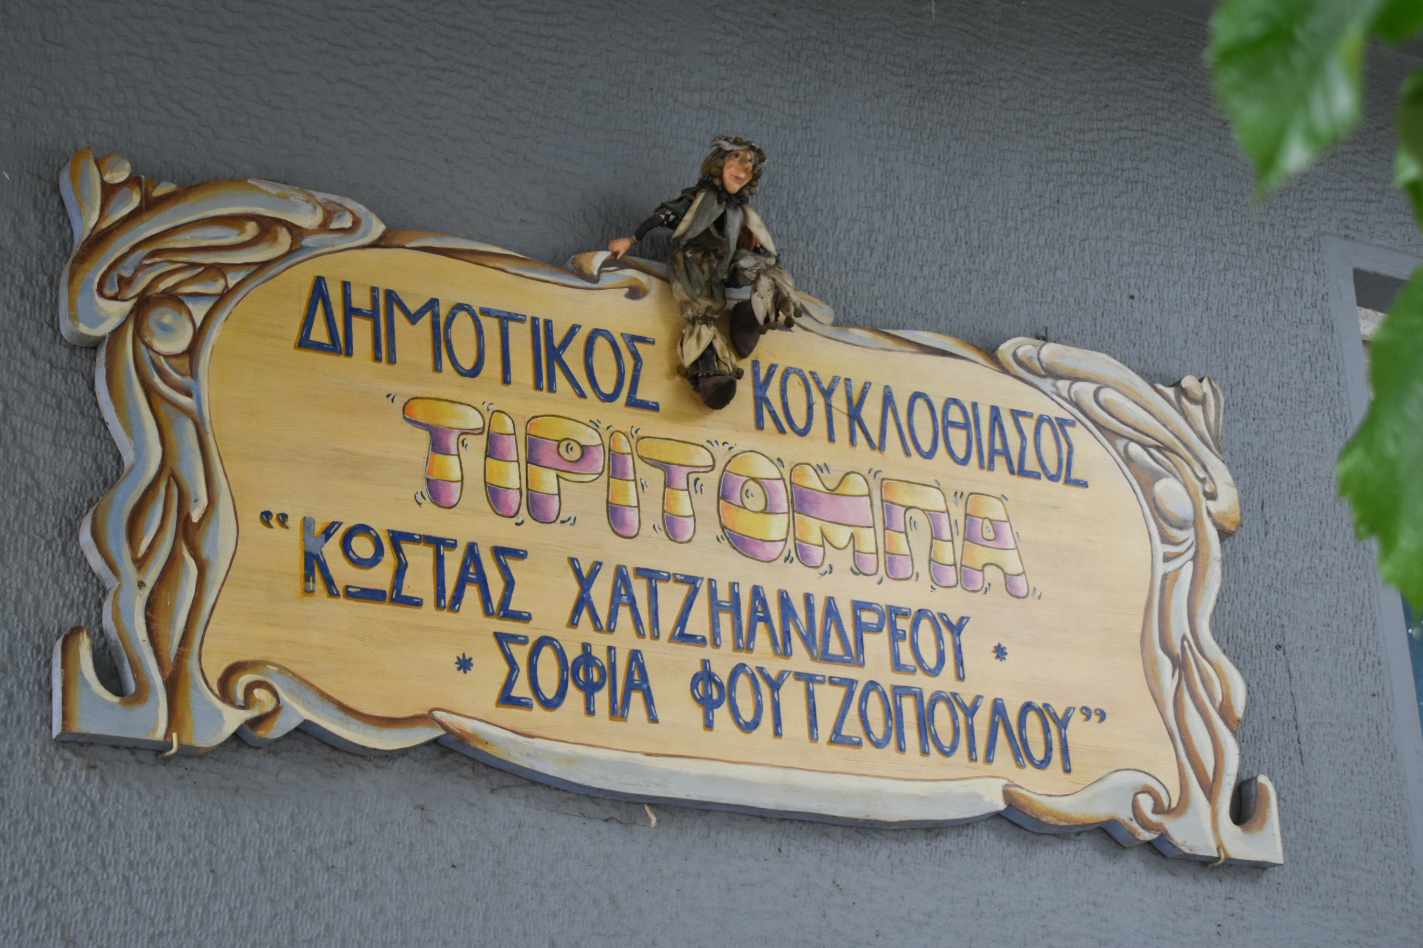 ΔΗΜΟΤΙΚΟΣ ΚΟΥΚΛΟΘΙΑΣΟΣ
ΤΙΡΙΤΟΜΠΑ
“ΚΩΣΤΑΣ ΧΑΤΖΗΑΝΔΡΕΟΥ *
* ΣΟΦΙΑ ΦΟΥΤΖΟΠΟΥΛΟΥ”